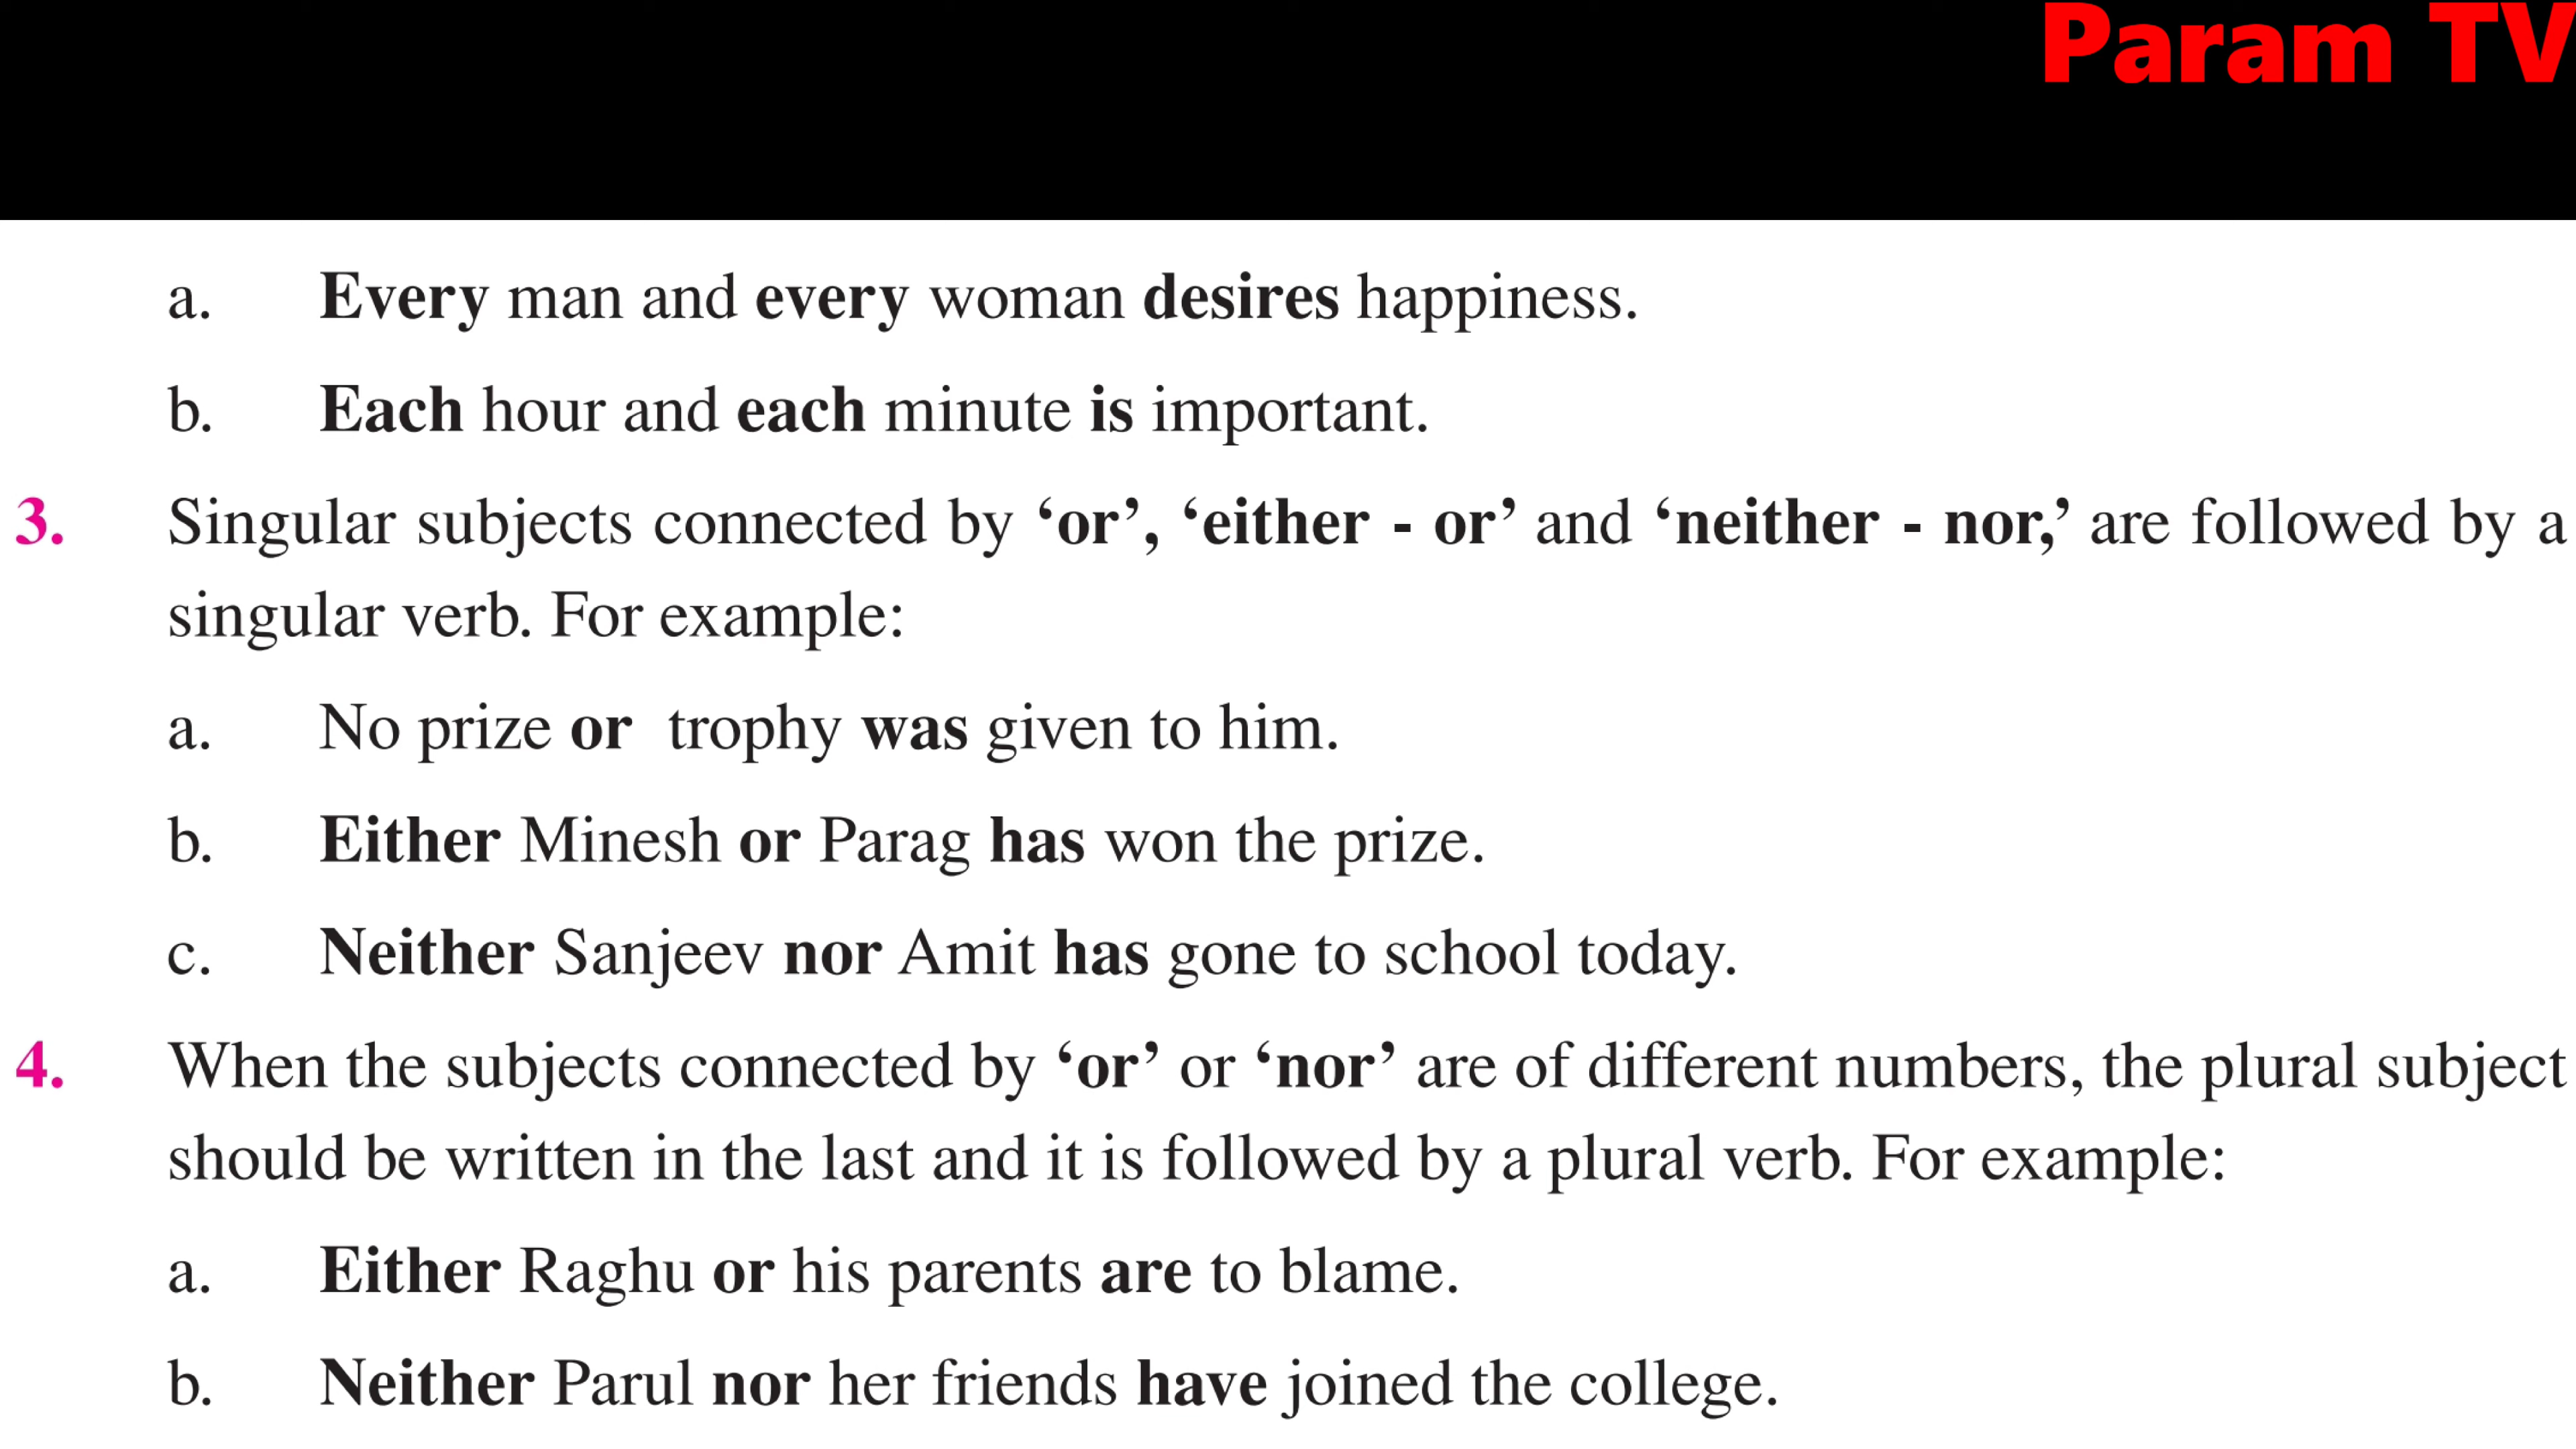 Param TV
a. Every man and every woman desires happiness.
b. Each hour and each minute is important.
3. Singular subjects connected by ‘or’, ‘either - or’ and ‘neither - nor,’ are followed by a
singular verb. For example:
a. No prize or trophy was given to him.
b. Either Minesh or Parag has won the prize.
c. Neither Sanjeev nor Amit has gone to school today.
4. When the subjects connected by ‘or’ or ‘nor’ are of different numbers, the plural subject
should be written in the last and it is followed by a plural verb. For example:
a. Either Raghu or his parents are to blame.
b. Neither Parul nor her friends have joined the college.